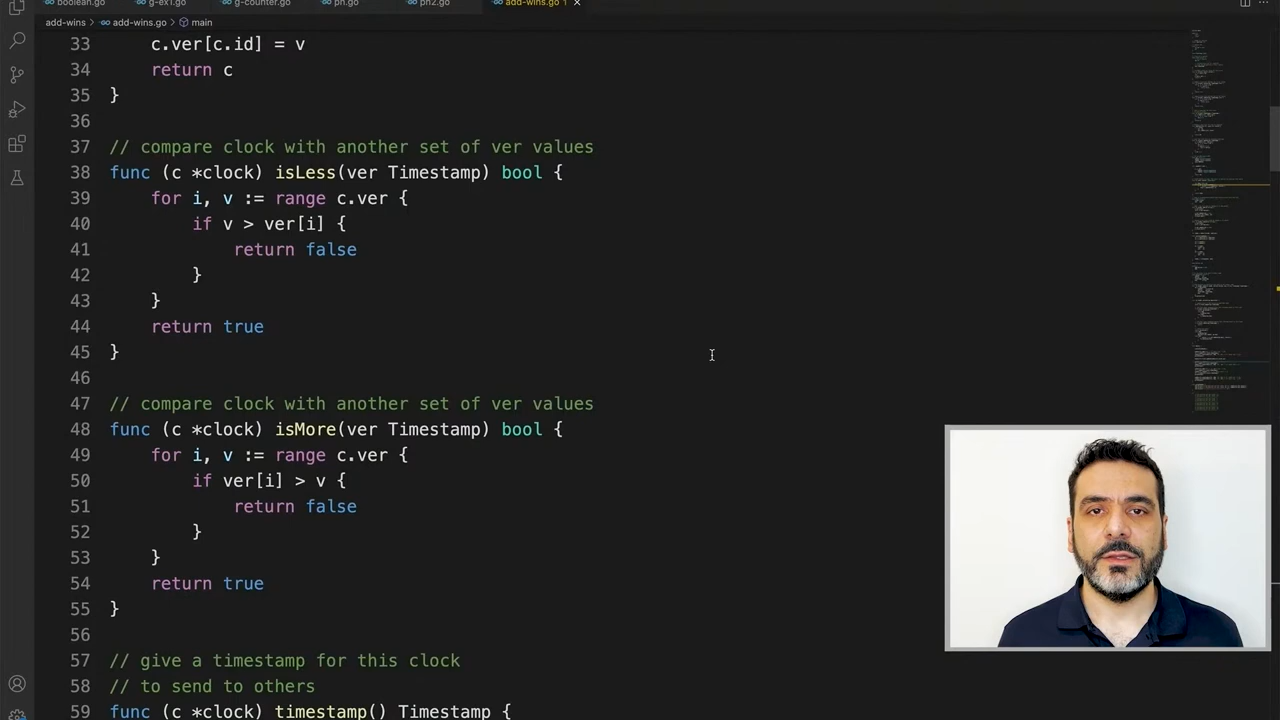 boolean.go g-ex1.go g-counter.go pn.go pn2.go add-wins.go 1
add-wins > add-wins.go > main
33 c.ver[c.id] = v
34 return c
35 }
36
37 // compare clock with another set of ver values
38 func (c *clock) isLess(ver Timestamp) bool {
39 for i, v := range c.ver {
40 if v > ver[i] {
41 return false
42 }
43 }
44 return true
45 }
46
47 // compare clock with another set of ver values
48 func (c *clock) isMore(ver Timestamp) bool {
49 for i, v := range c.ver {
50 if ver[i] > v {
51 return false
52 }
53 }
54 return true
55 }
56
57 // give a timestamp for this clock
58 // to send to others
59 func (c *clock) timestamp() Timestamp {